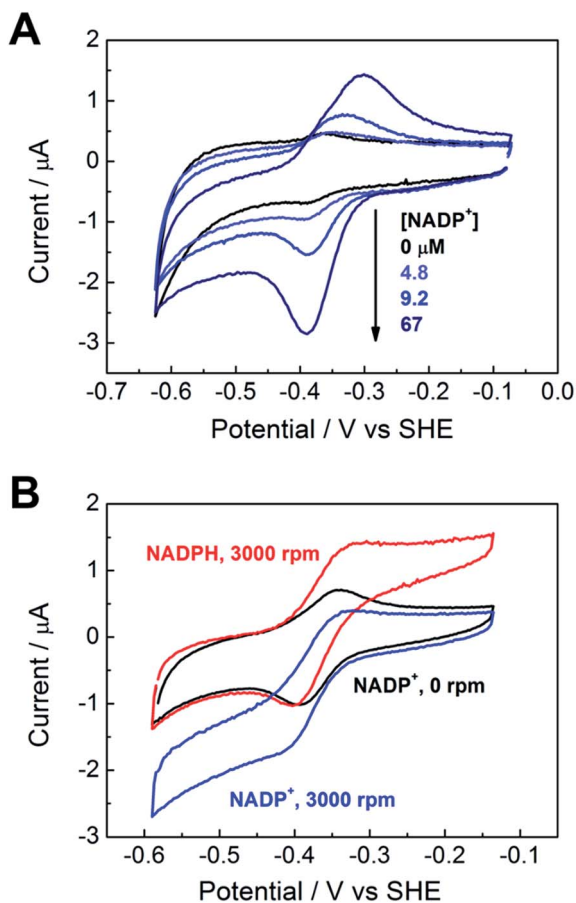 A
2
1
0
-1
-2
-3
Current / µA
[NADP⁺]
0 µM
4.8
9.2
67
-0.7 -0.6 -0.5 -0.4 -0.3 -0.2 -0.1 0.0
Potential / V vs SHE
B
2
1
0
-1
-2
-3
Current / µA
NADPH, 3000 rpm
NADP⁺, 0 rpm
NADP⁺, 3000 rpm
-0.6 -0.5 -0.4 -0.3 -0.2 -0.1
Potential / V vs SHE